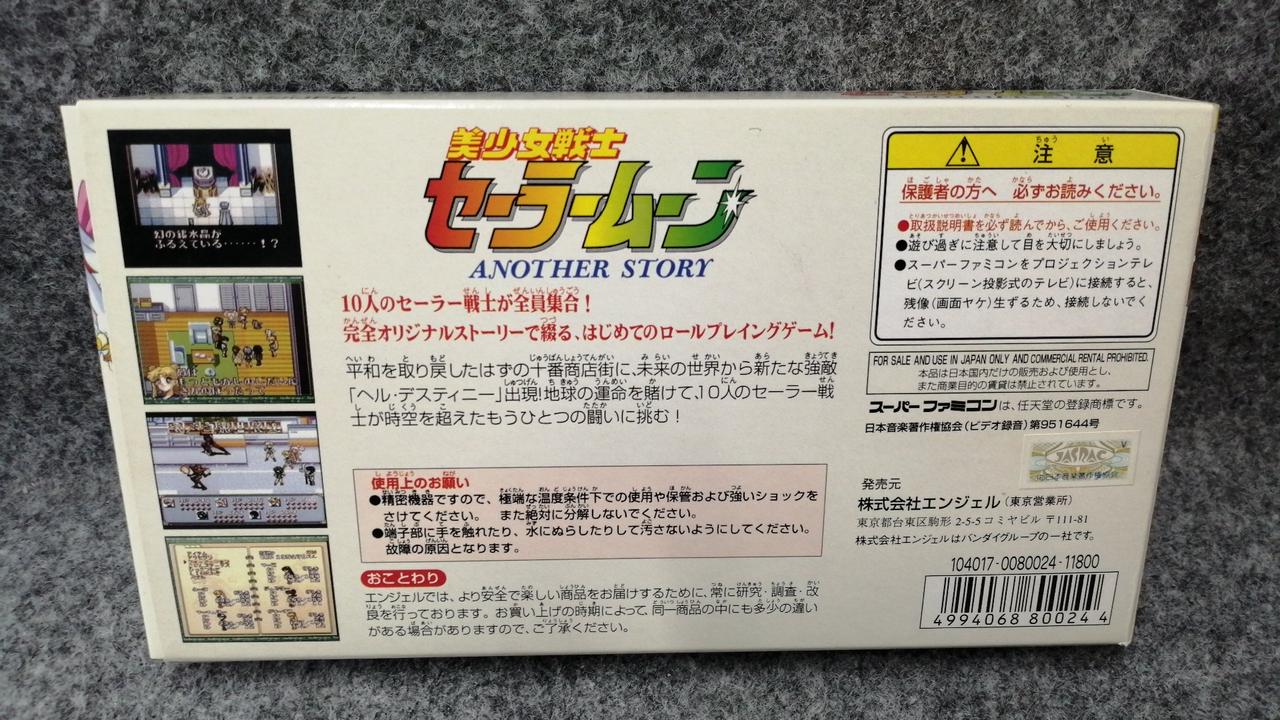 幻の銀水晶が
ふるえている……!?
美少女戦士
セーラームーン
ANOTHER STORY
10人のセーラー戦士が全員集合!
完全オリジナルストーリーで綴る、はじめてのロールプレイングゲーム!
平和を取り戻したはずの十番商店街に、未来の世界から新たな強敵
「ヘル・デスティニー」出現!地球の運命を賭けて、10人のセーラー戦
士が時空を超えたもうひとつの闘いに挑む!
使用上のお願い
●精密機器ですので、極端な温度条件下での使用や保管および強いショックを
さけてください。 また絶対に分解しないでください。
●端子部に手を触れたり、水にぬらしたりして汚さないようにしてください。
故障の原因となります。
おことわり
エンジェルでは、より安全で楽しい商品をお届けするために、常に研究・調査・改
良を行っております。お買い上げの時期によって、同一商品の中にも多少の違い
がある場合がありますので、ご了承ください。
注意
保護者の方へ 必ずお読みください。
●取扱説明書を必ず読んでから、ご使用ください。
●遊び過ぎに注意して目を大切にしましょう。
●スーパーファミコンをプロジェクションテレ
ビ(スクリーン投影式のテレビ)に接続すると、
残像(画面ヤケ)生ずるため、接続しないでく
ださい。
FOR SALE AND USE IN JAPAN ONLY AND COMMERCIAL RENTAL PROHIBITED.
本品は日本国内だけの販売および使用とし、
また商業目的の賃貸は禁止されています。
スーパーファミコンは、任天堂の登録商標です。
日本音楽著作権協会(ビデオ録音)第951644号
V
JASRAC
発売元
株式会社エンジェル(東京営業所)
東京都台東区駒形 2-5-5 コミヤビル 〒111-81
株式会社エンジェルはバンダイグループの一社です。
104017-0080024-11800
4994068 80024 4